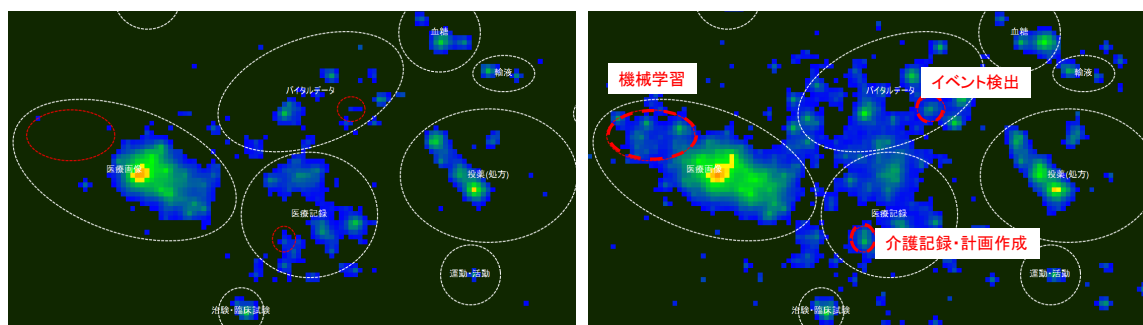 血糖
輸液
バイタルデータ
医療画像
投薬(処方)
医療記録
運動・活動
治験・臨床試験
血糖
輸液
機械学習
イベント検出
バイタルデータ
医療画像
投薬(処方)
医療記録
介護記録・計画作成
運動・活動
治験・臨床試験